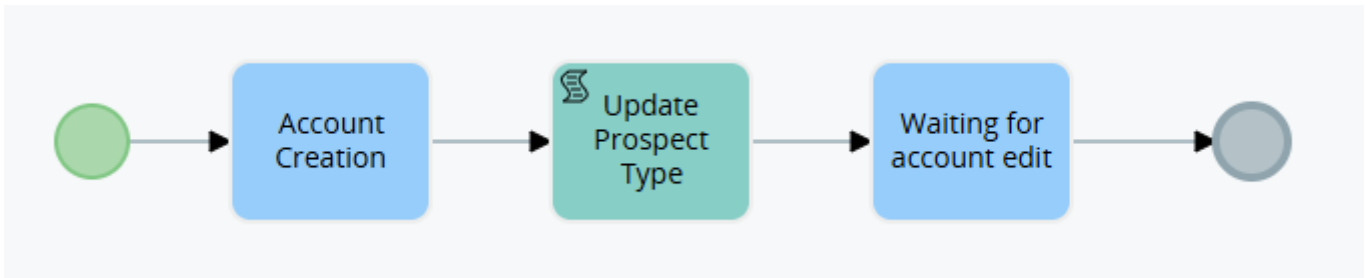 Account
Creation
Update
Prospect
Type
Waiting for
account edit